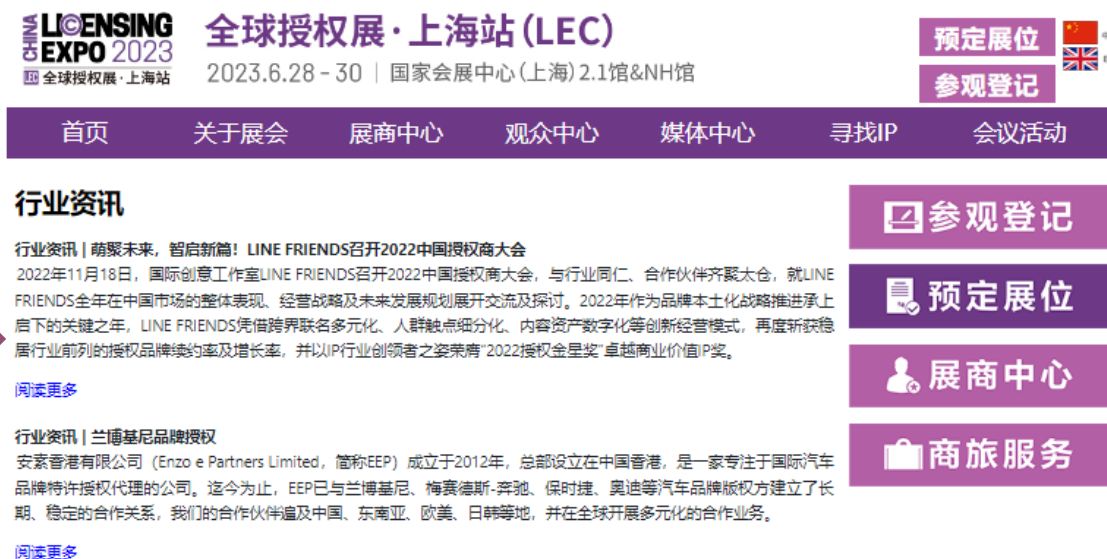 CHINA
LICENSING
EXPO 2023
LEC 全球授权展·上海站
全球授权展·上海站(LEC)
2023.6.28-30 | 国家会展中心(上海)2.1馆&NH馆
预定展位
参观登记
首页 关于展会 展商中心 观众中心 媒体中心 寻找IP 会议活动
行业资讯
行业资讯 | 萌聚未来，智启新篇！LINE FRIENDS召开2022中国授权商大会
2022年11月18日，国际创意工作室LINE FRIENDS召开2022中国授权商大会，与行业同仁、合作伙伴齐聚太仓，就LINE
FRIENDS全年在中国市场的整体表现、经营战略及未来发展规划展开交流及探讨。2022年作为品牌本土化战略推进承上
启下的关键之年，LINE FRIENDS凭借跨界联名多元化、人群触点细分化、内容资产数字化等创新经营模式，再度斩获稳
居行业前列的授权品牌续约率及增长率，并以IP行业创领者之姿荣膺“2022授权金星奖”卓越商业价值IP奖。
阅读更多
行业资讯 | 兰博基尼品牌授权
安素香港有限公司（Enzo e Partners Limited，简称EEP）成立于2012年，总部设立在中国香港，是一家专注于国际汽车
品牌特许授权代理的公司。迄今为止，EEP已与兰博基尼、梅赛德斯-奔驰、保时捷、奥迪等汽车品牌版权方建立了长
期、稳定的合作关系，我们的合作伙伴遍及中国、东南亚、欧美、日韩等地，并在全球开展多元化的合作业务。
阅读更多
参观登记
预定展位
展商中心
商旅服务